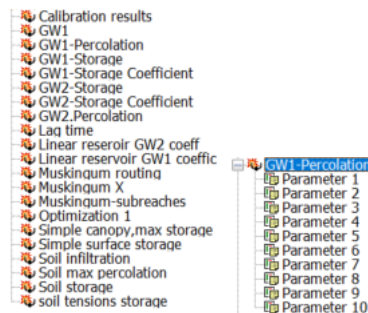 Calibration results
GW1
GW1-Percolation
GW1-Storage
GW1-Storage Coefficient
GW2-Storage
GW2-Storage Coefficient
GW2.Percolation
Lag time
Linear reseroir GW2 coeff
Linear reservoir GW1 coeffic
Muskingum routing
Muskingum X
Muskingum-subreaches
Optimization 1
Simple canopy,max storage
Simple surface storage
Soil infiltration
Soil max percolation
Soil storage
soil tensions storage
GW1-Percolation
Parameter 1
Parameter 2
Parameter 3
Parameter 4
Parameter 5
Parameter 6
Parameter 7
Parameter 8
Parameter 9
Parameter 10